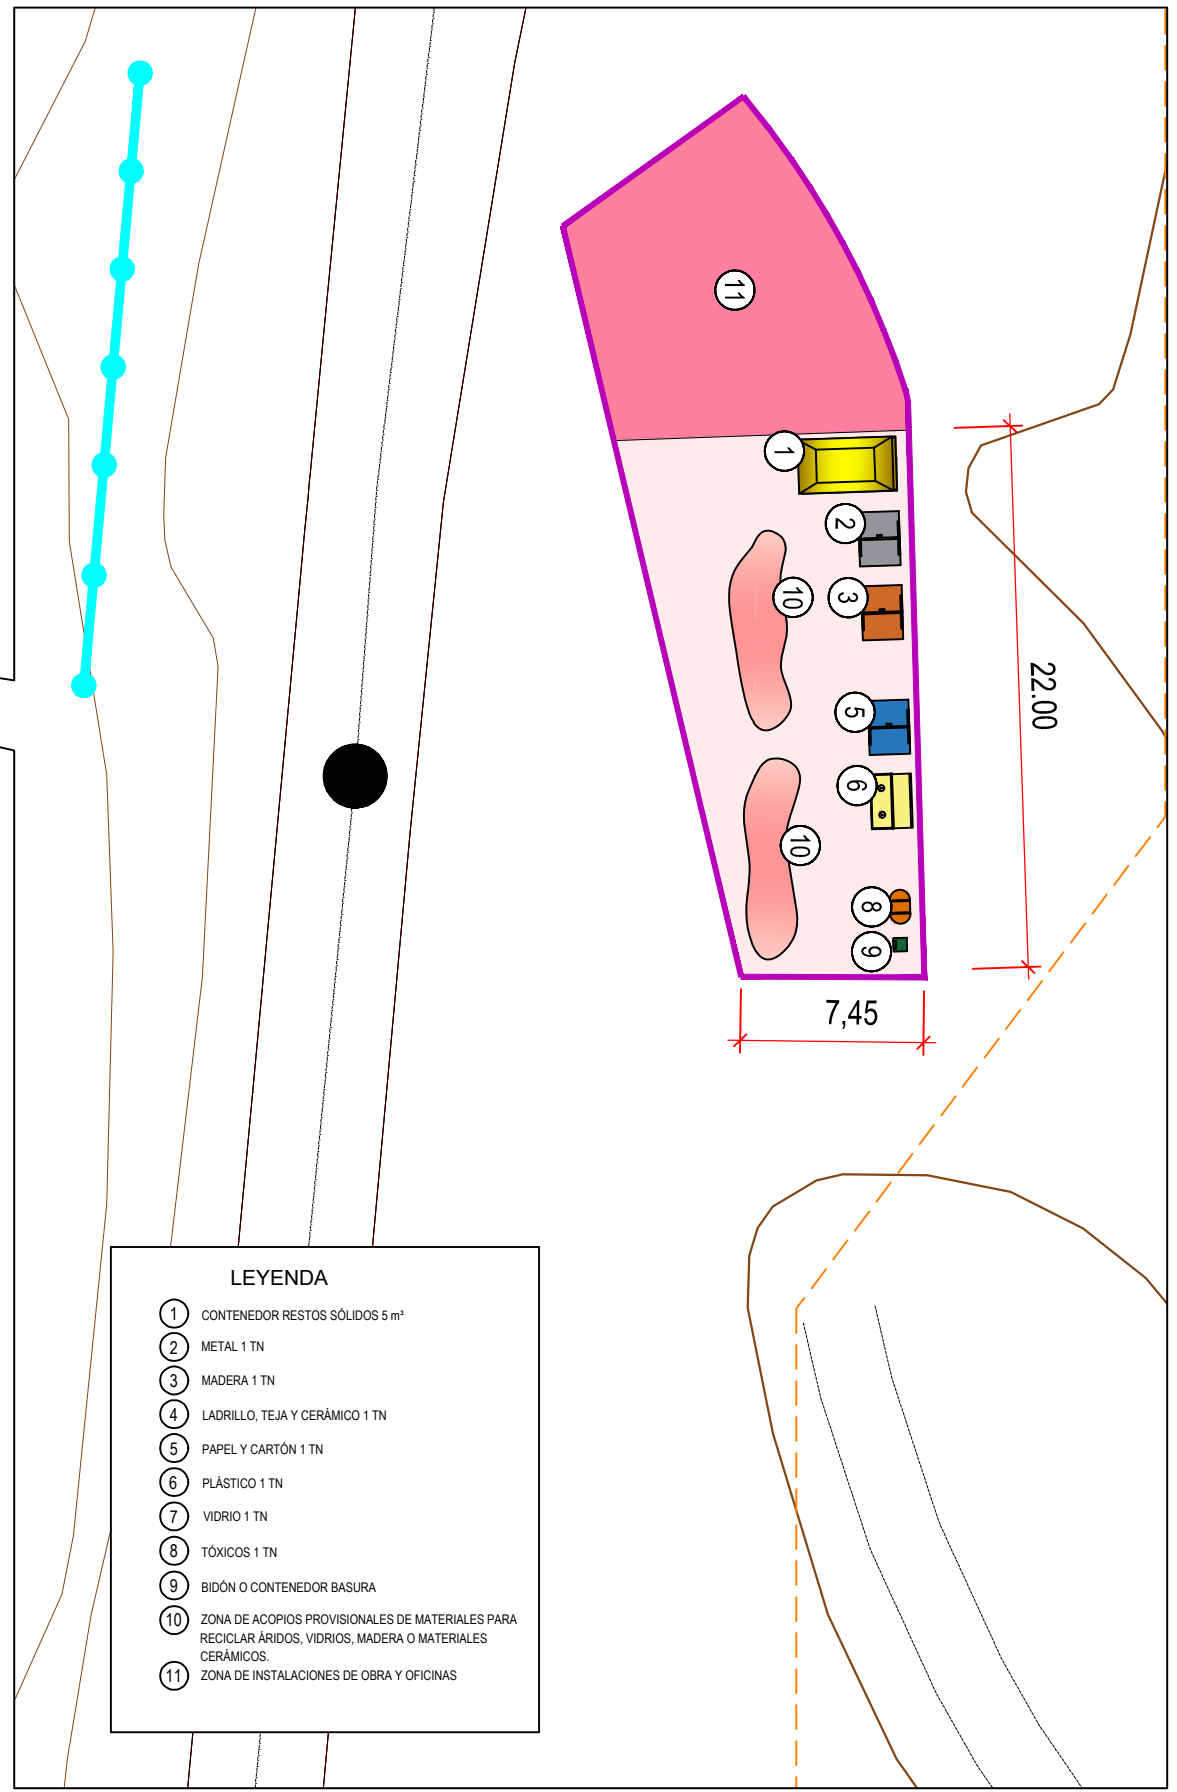 11
1
2
10
3
22.00
5
6
10
8
9
7,45
LEYENDA
1 CONTENEDOR RESTOS SÓLIDOS 5 m³
2 METAL 1 TN
3 MADERA 1 TN
4 LADRILLO, TEJA Y CERÁMICO 1 TN
5 PAPEL Y CARTÓN 1 TN
6 PLÁSTICO 1 TN
7 VIDRIO 1 TN
8 TÓXICOS 1 TN
9 BIDÓN O CONTENEDOR BASURA
10 ZONA DE ACOPIOS PROVISIONALES DE MATERIALES PARA
RECICLAR ÁRIDOS, VIDRIOS, MADERA O MATERIALES
CERÁMICOS.
11 ZONA DE INSTALACIONES DE OBRA Y OFICINAS